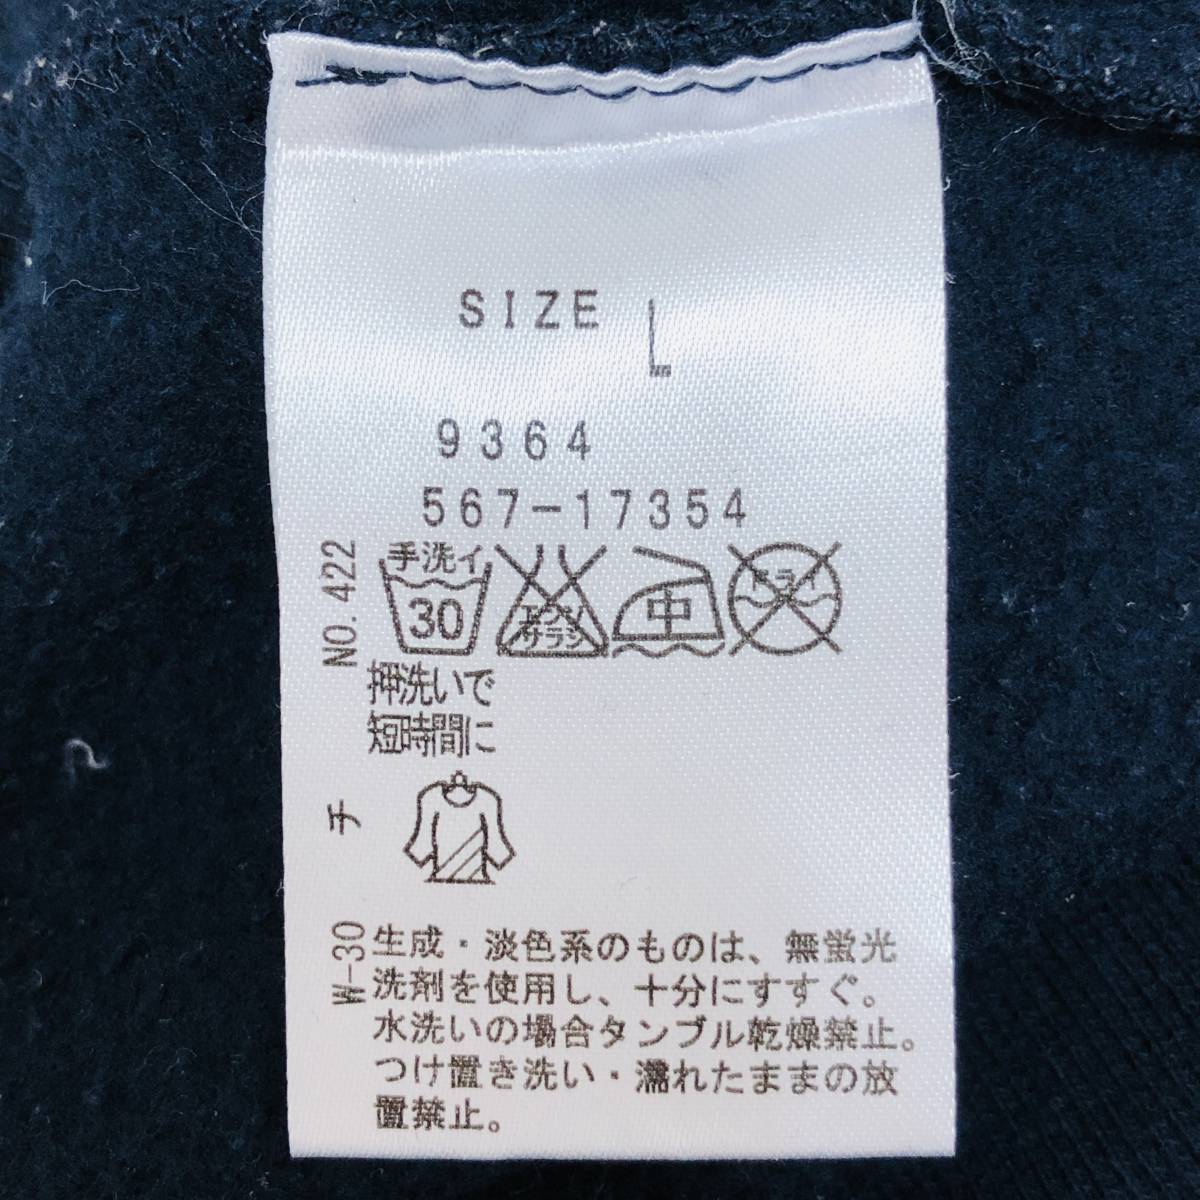 SIZE L
9364
567-17354
NO.422
手洗イ
30
エンソ
サラシ
中
ドライ
押洗いで
短時間に
チ
W-30
生成・淡色系のものは、無蛍光
洗剤を使用し、十分にすすぐ。
水洗いの場合タンブル乾燥禁止。
つけ置き洗い・濡れたままの放
置禁止。